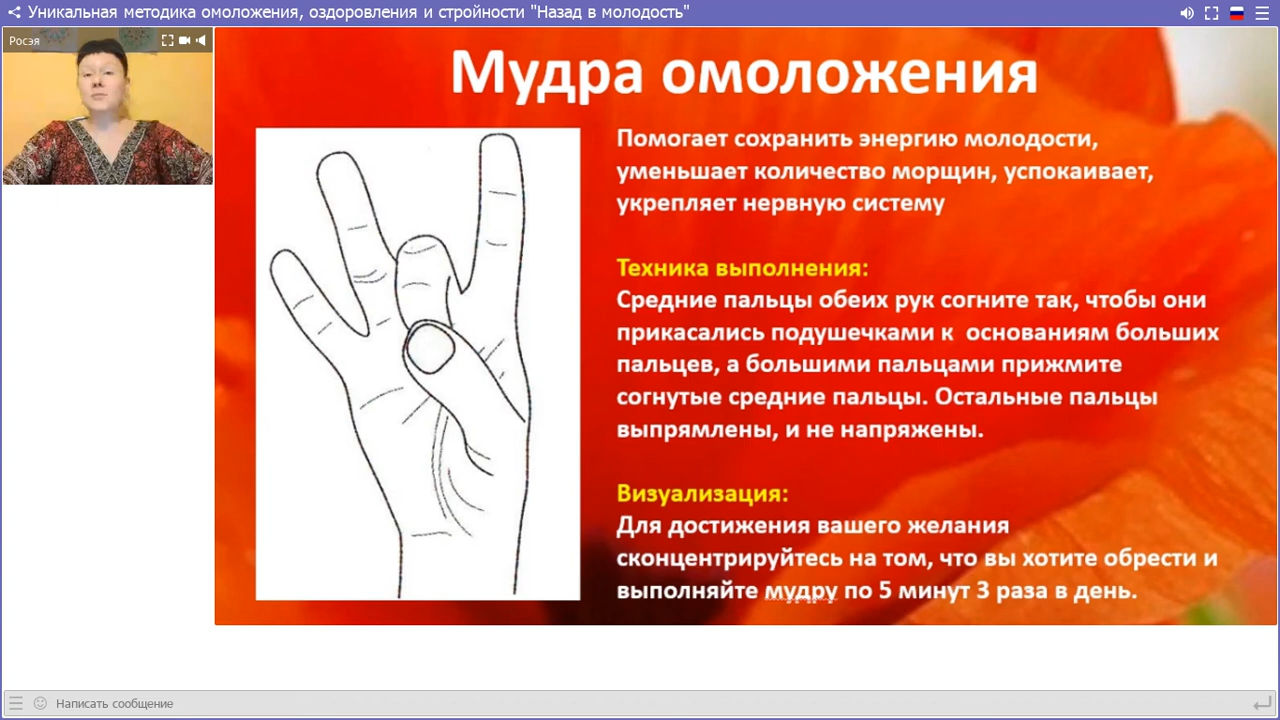 Уникальная методика омоложения, оздоровления и стройности "Назад в молодость"
Росэя
Мудра омоложения
Помогает сохранить энергию молодости,
уменьшает количество морщин, успокаивает,
укрепляет нервную систему
Техника выполнения:
Средние пальцы обеих рук согните так, чтобы они
прикасались подушечками к основаниям больших
пальцев, а большими пальцами прижмите
согнутые средние пальцы. Остальные пальцы
выпрямлены, и не напряжены.
Визуализация:
Для достижения вашего желания
сконцентрируйтесь на том, что вы хотите обрести и
выполняйте мудру по 5 минут 3 раза в день.
Написать сообщение